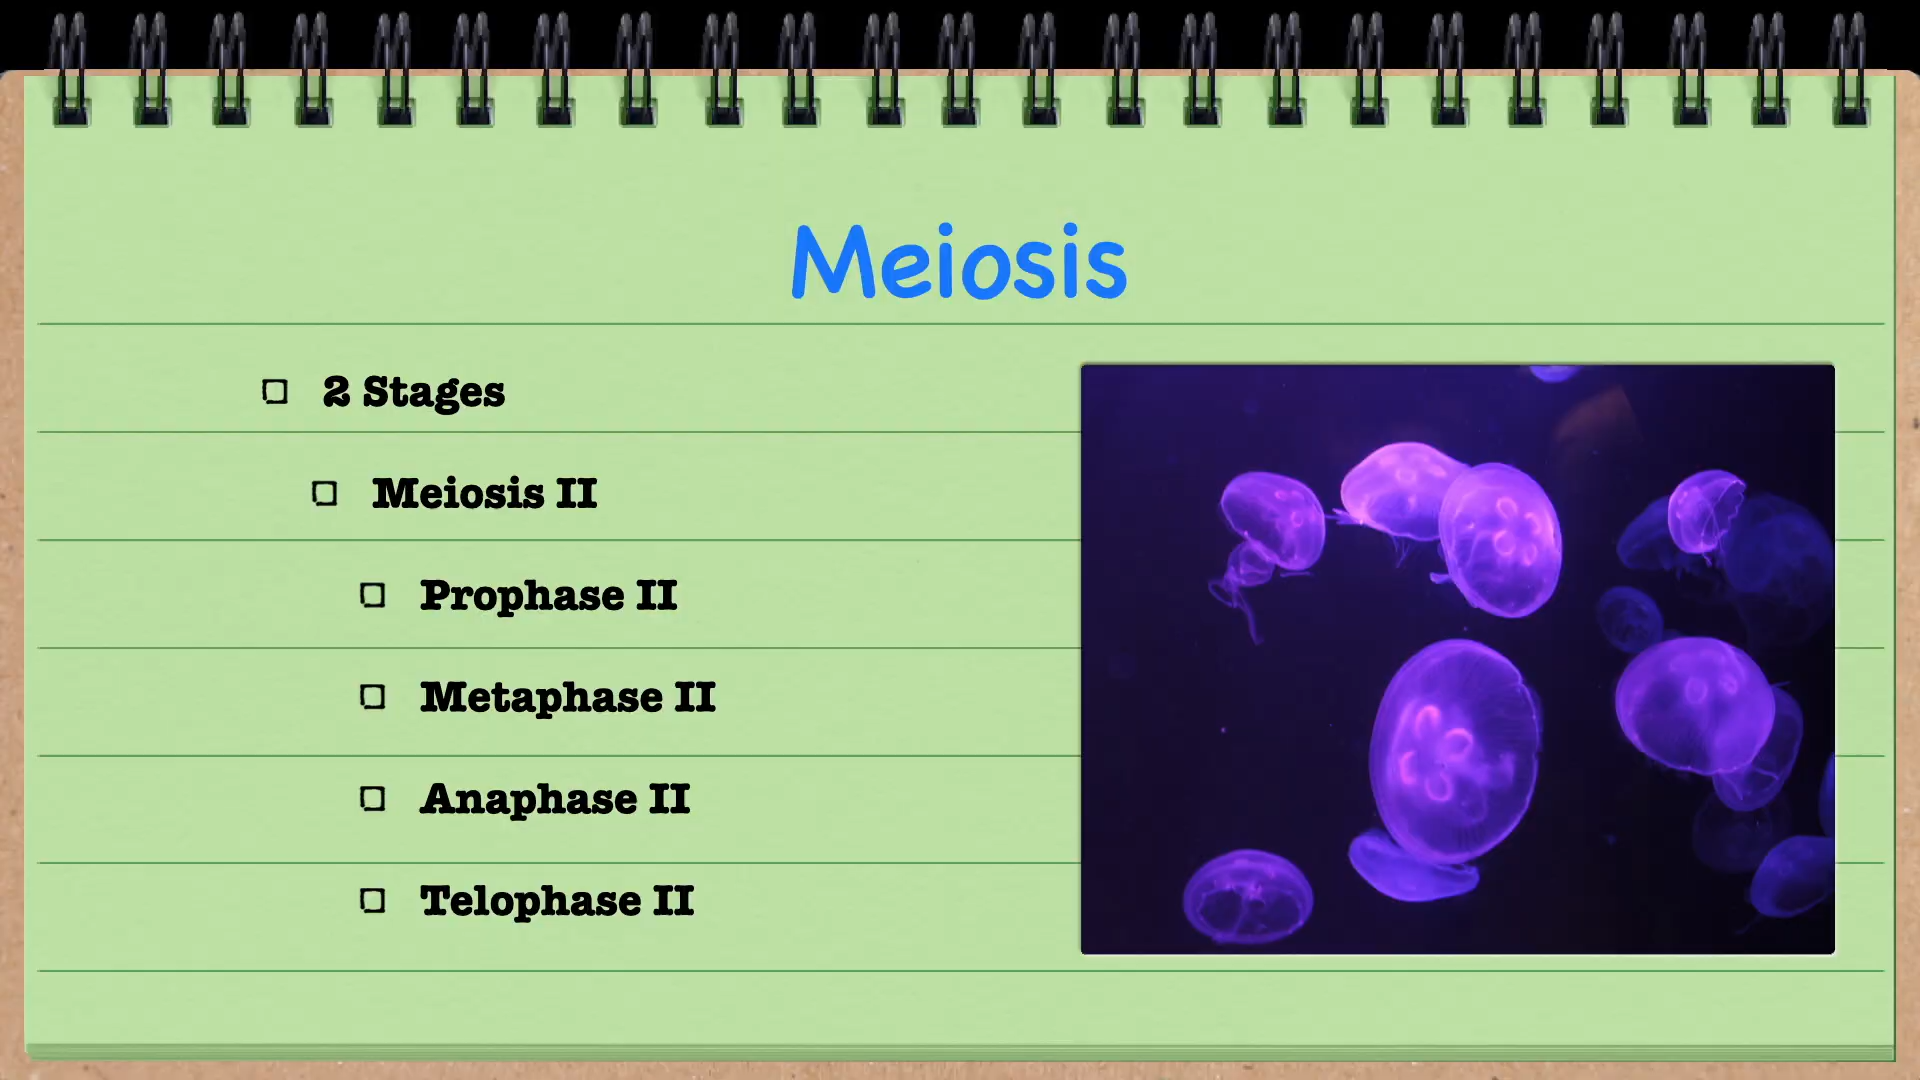 Meiosis
2 Stages
Meiosis II
Prophase II
Metaphase II
Anaphase II
Telophase II